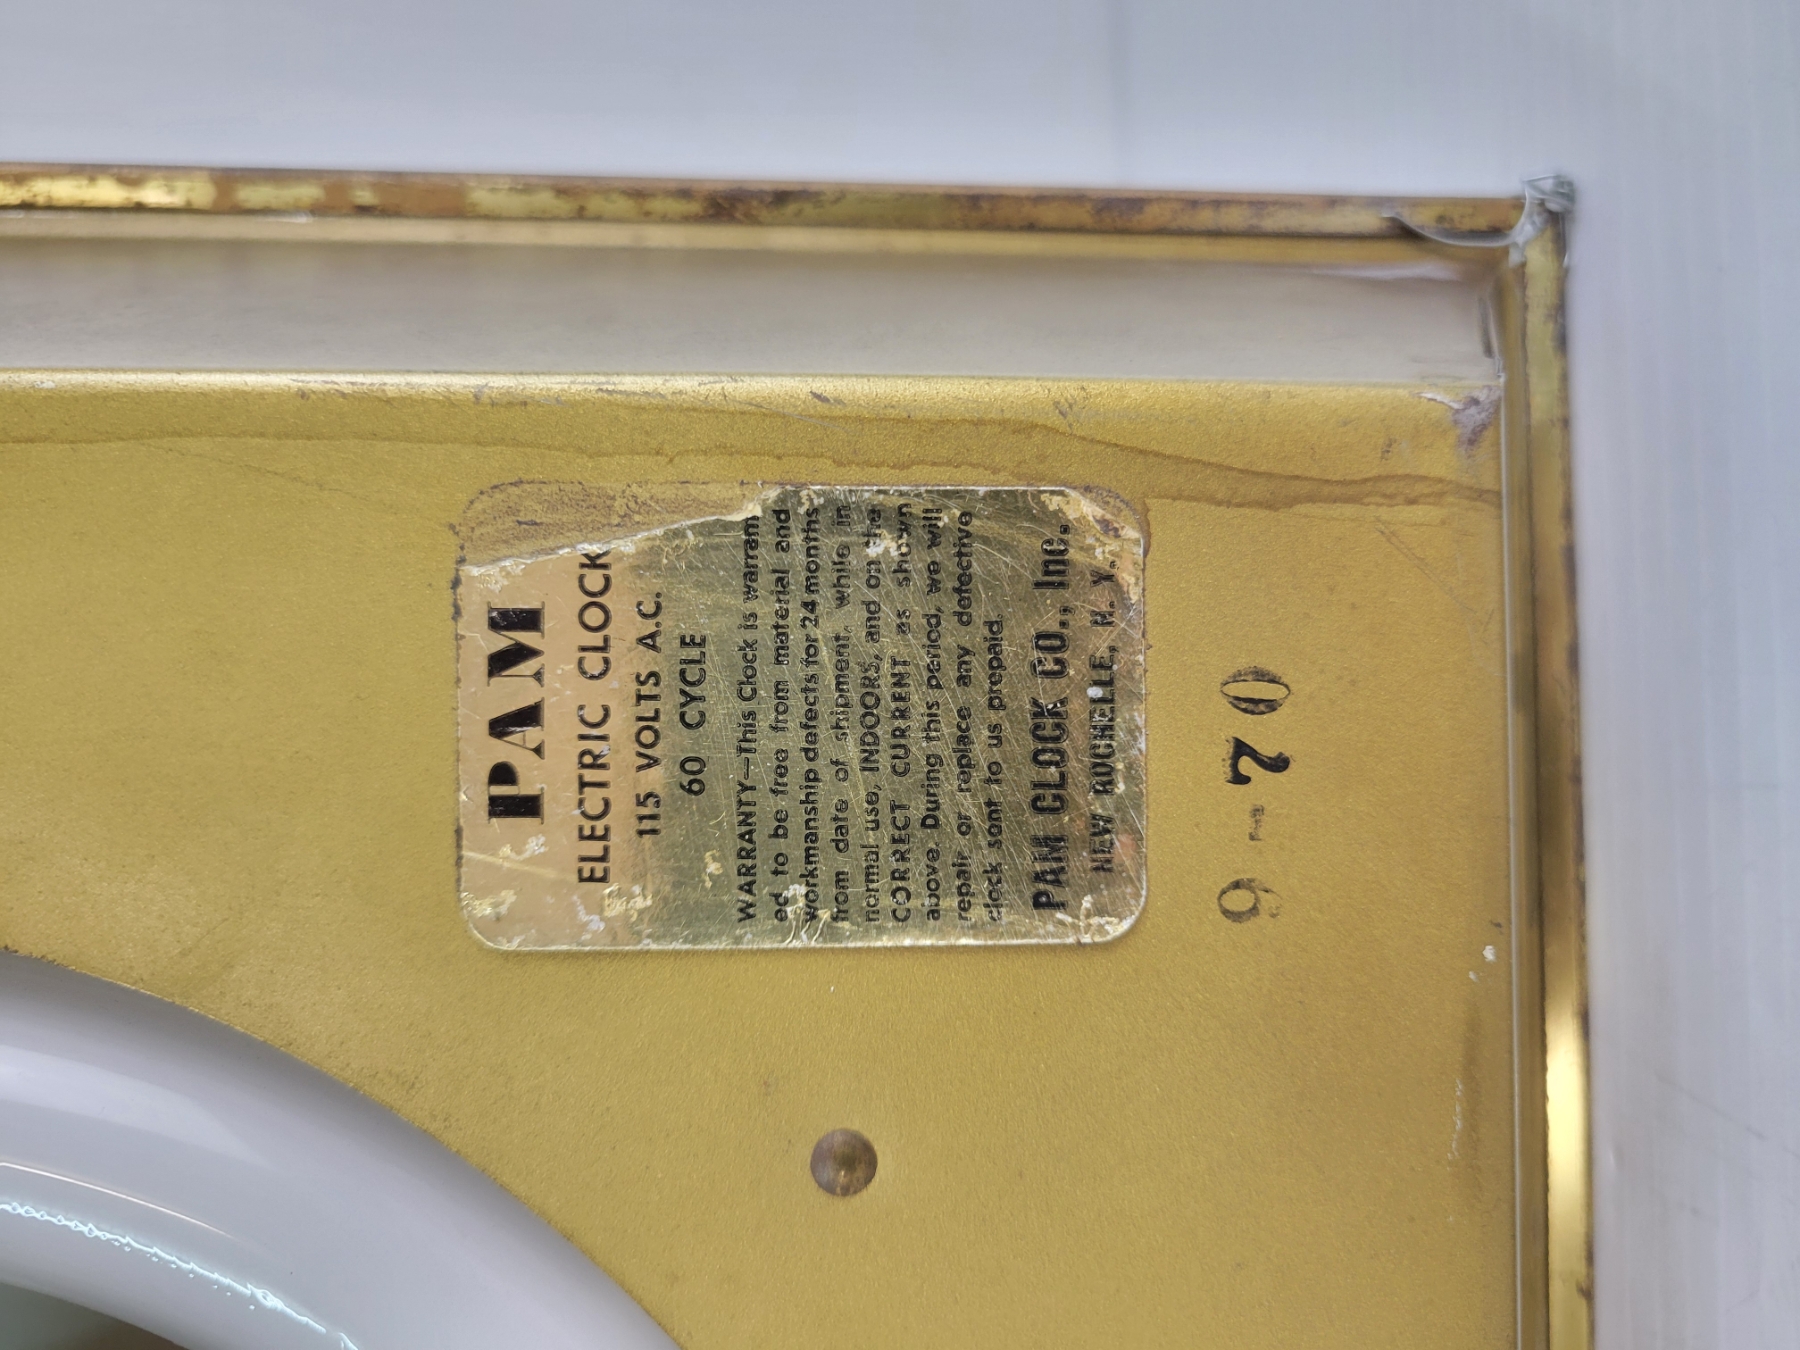 PAM
ELECTRIC CLOCK
115 VOLTS A.C.
60 CYCLE
WARRANTY—This Clock is warrant
ed to be free from material and
workmanship defects for 24 months
from date of shipment, while in
normal use, INDOORS, and on the
CORRECT CURRENT as shown
above. During this period, we will
repair or replace any defective
clock sent to us prepaid.
PAM CLOCK CO., Inc.
NEW ROCHELLE, N. Y.
9-70